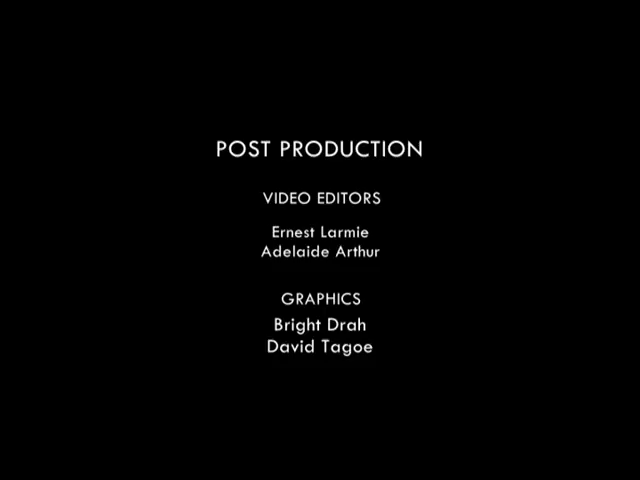 POST PRODUCTION
VIDEO EDITORS
Ernest Larmie
Adelaide Arthur
GRAPHICS
Bright Drah
David Tagoe